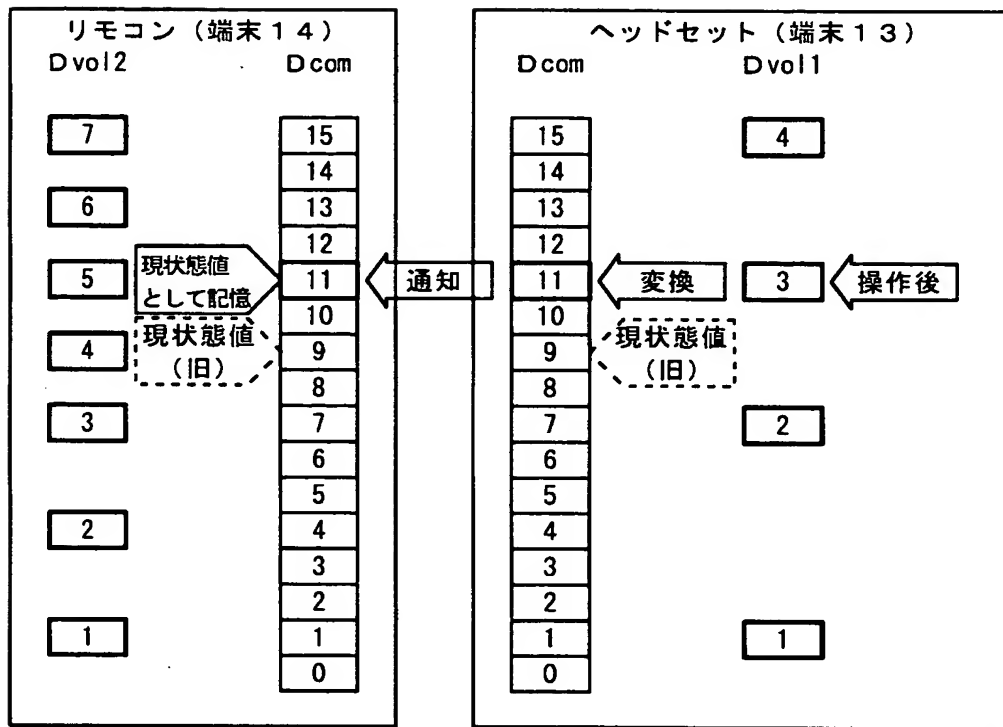 リモコン（端末１４）
Dvol2
Dcom
7
6
5
4
3
2
1
15
14
13
12
11
10
9
8
7
6
5
4
3
2
1
0
現状態値
として記憶
現状態値
（旧）
通知
ヘッドセット（端末１３）
Dcom
Dvol1
15
14
13
12
11
10
9
8
7
6
5
4
3
2
1
0
変換
現状態値
（旧）
4
3
2
1
操作後